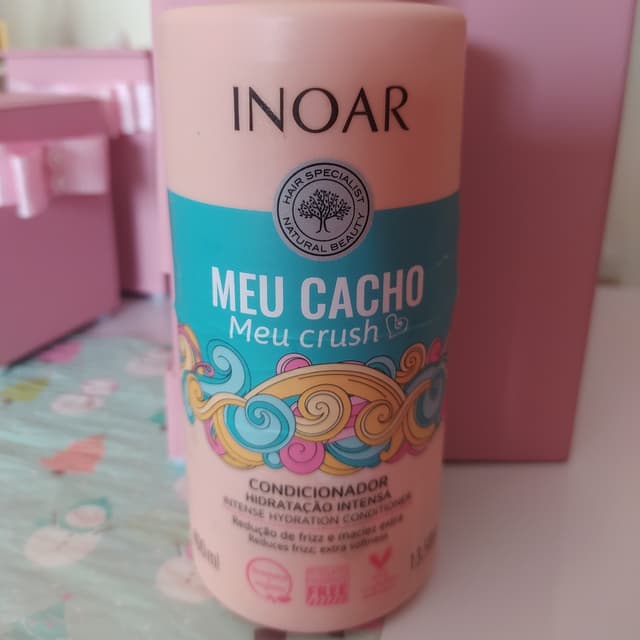 INOAR
HAIR SPECIALIST
NATURAL BEAUTY
MEU CACHO
Meu crush
CONDICIONADOR
HIDRATAÇÃO INTENSA
INTENSE HYDRATION CONDITIONER
Redução de frizz e maciez extra
Reduces frizz; extra softness
FREE